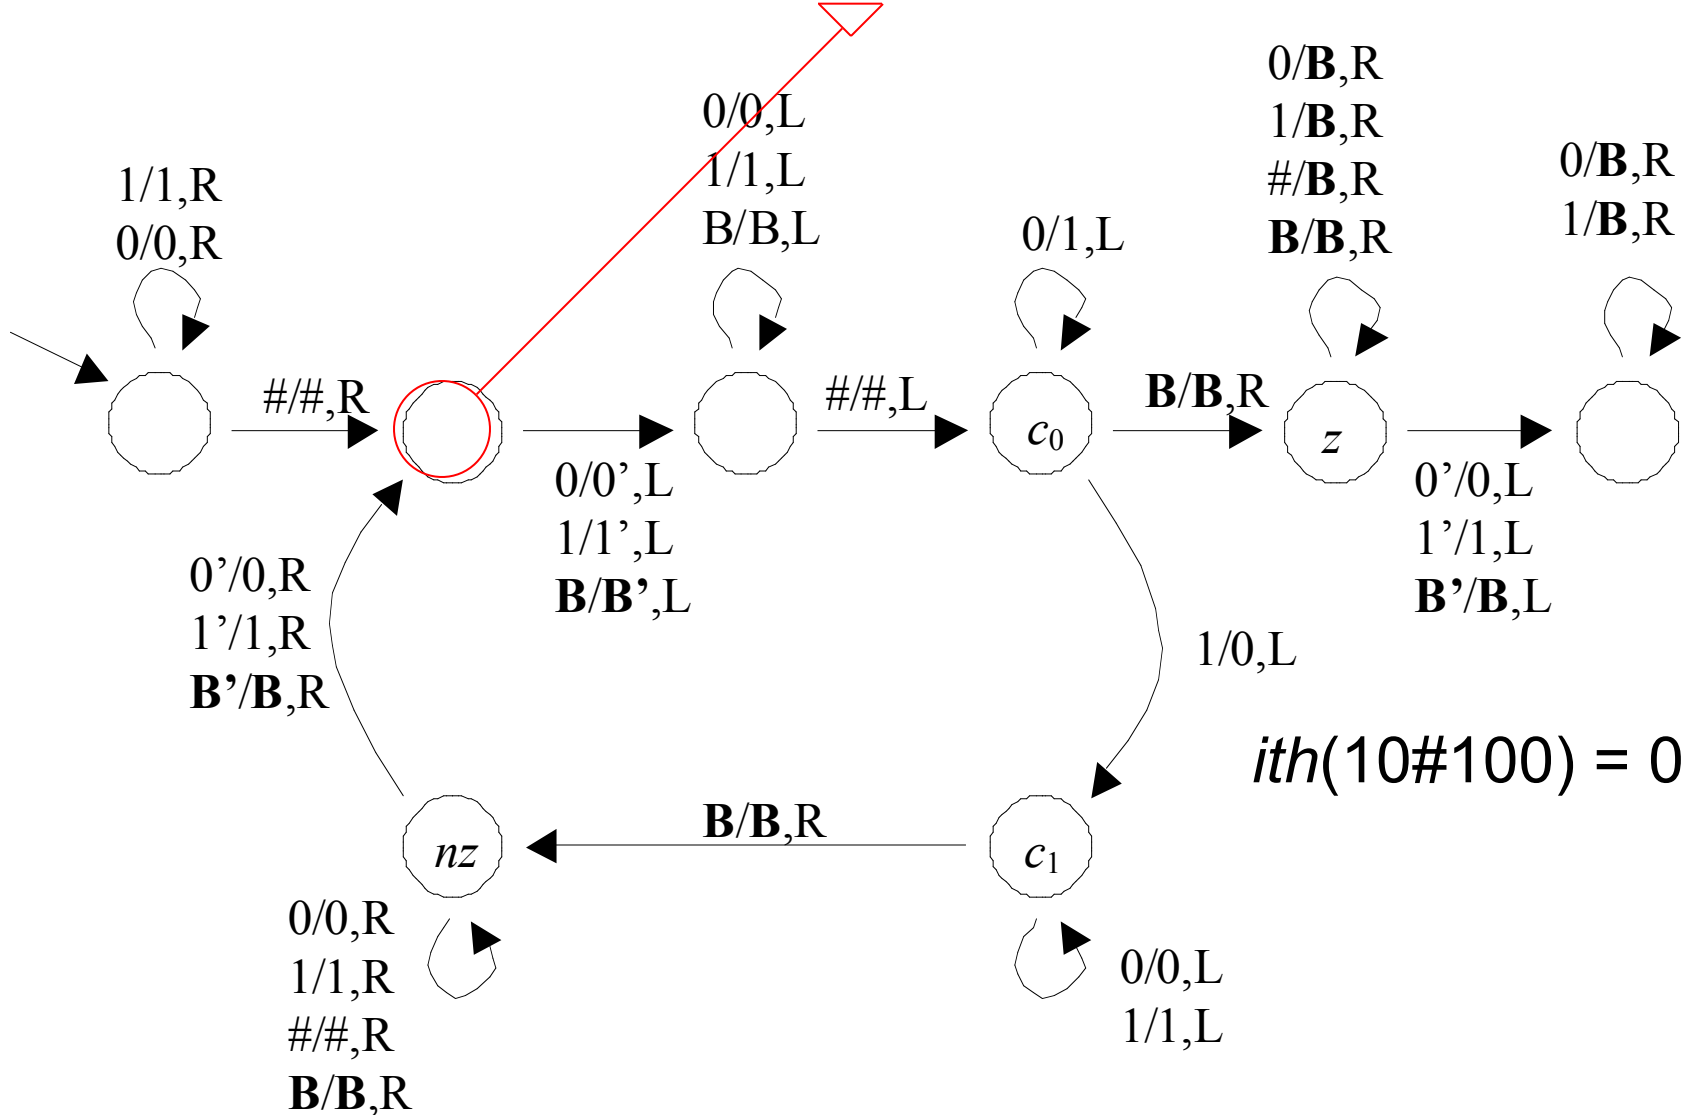 0/B,R
1/B,R
#/B,R
B/B,R
0/0,L
1/1,L
B/B,L
0/B,R
1/B,R
1/1,R
0/0,R
0/1,L
#/#,R
#/#,L
B/B,R
c0
z
0/0’,L
1/1’,L
B/B’,L
0’/0,L
1’/1,L
B’/B,L
0’/0,R
1’/1,R
B’/B,R
1/0,L
ith(10#100) = 0
B/B,R
nz
c1
0/0,R
1/1,R
#/#,R
B/B,R
0/0,L
1/1,L